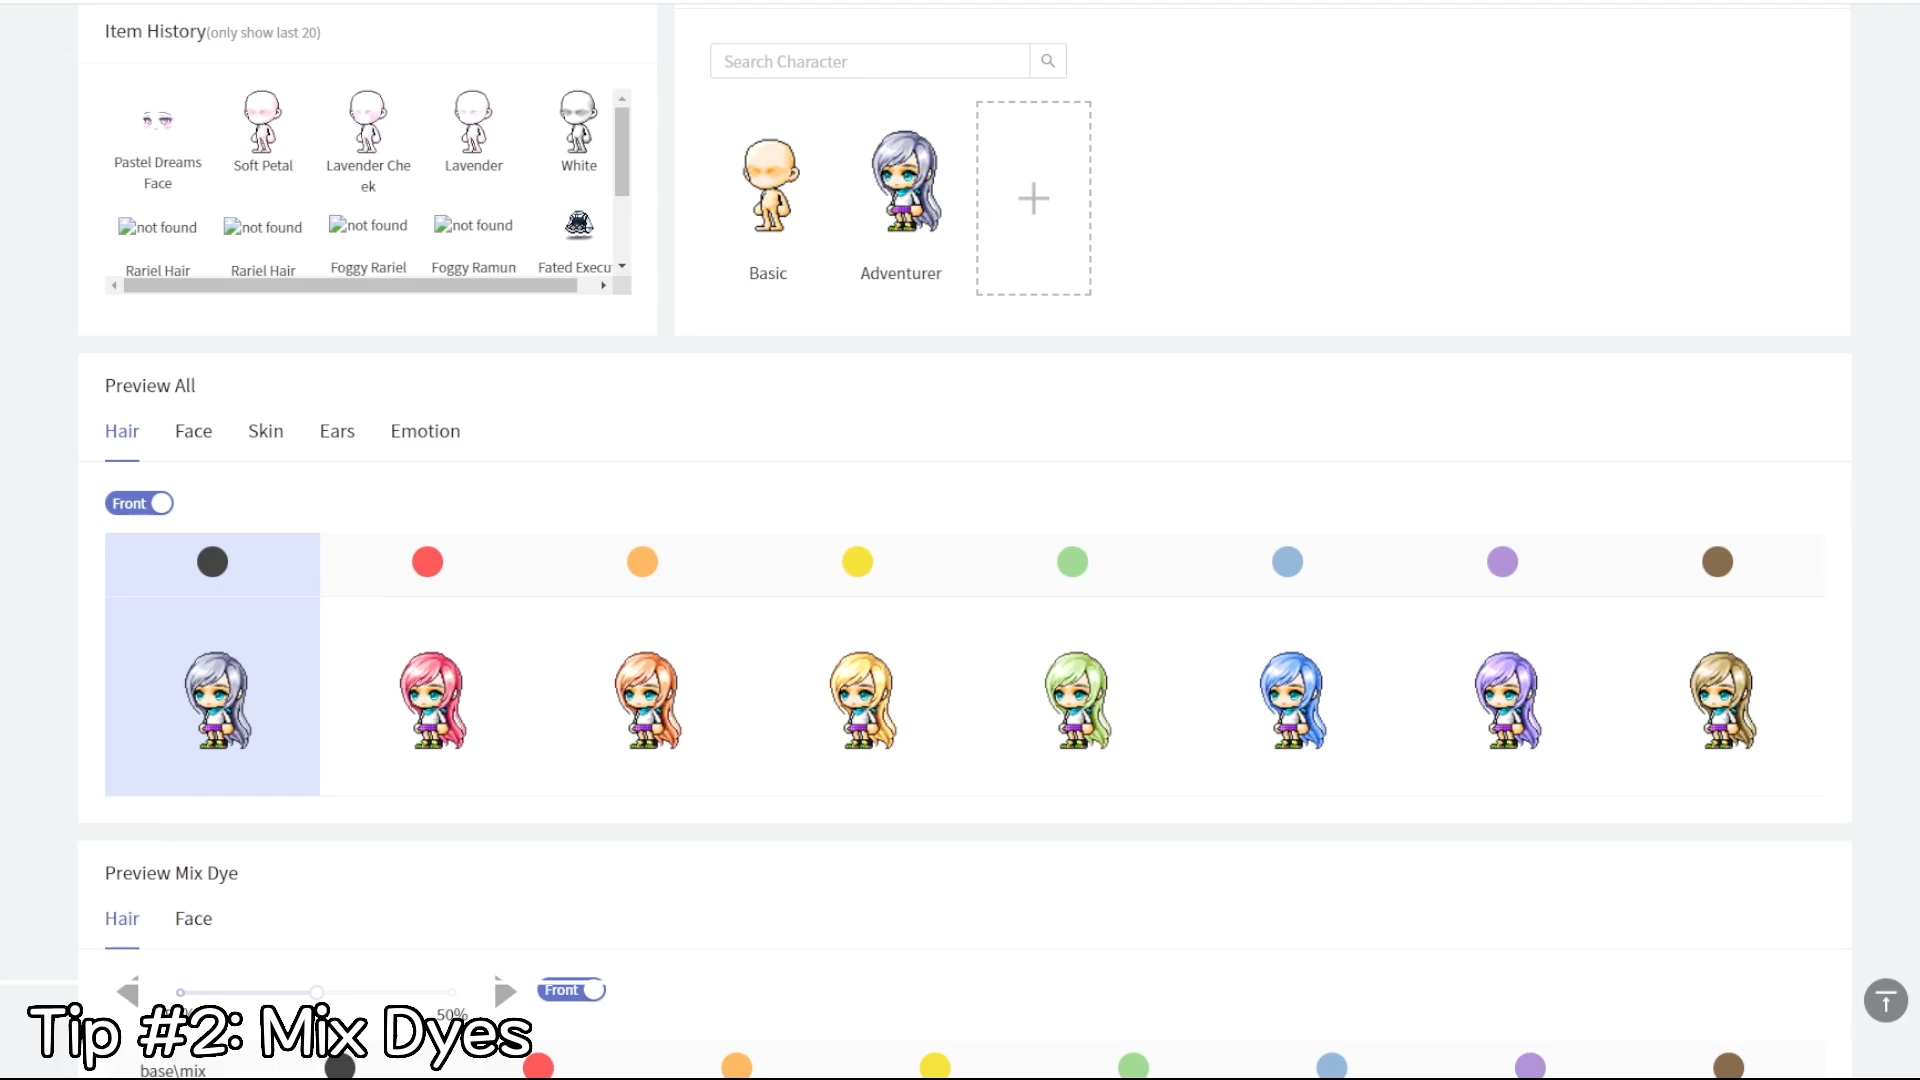 Item History(only show last 20)
Search Character
Pastel Dreams
Face
Soft Petal
Lavender Che
ek
Lavender
White
not found
not found
not found
not found
Rariel Hair
Rariel Hair
Foggy Rariel
Foggy Ramun
Fated Execu
Basic
Adventurer
Preview All
Hair
Face
Skin
Ears
Emotion
Front
Preview Mix Dye
Hair
Face
Front
50%
Tip #2: Mix Dyes
base\mix